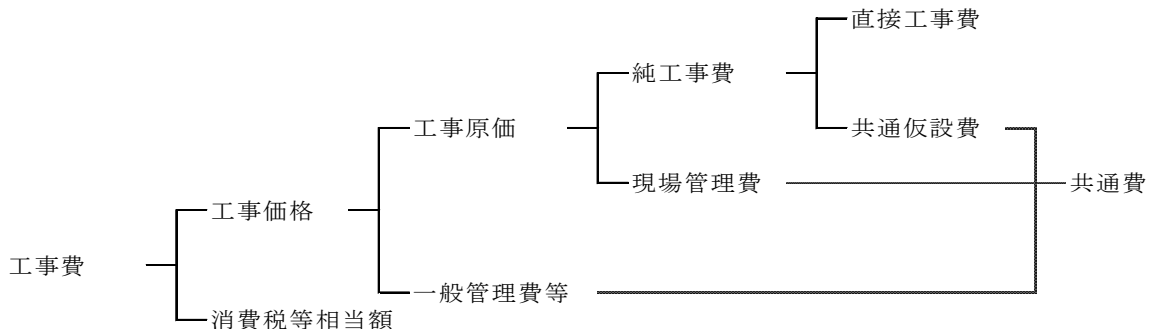 直接工事費
純工事費
工事原価
共通仮設費
現場管理費
共通費
工事価格
工事費
一般管理費等
消費税等相当額